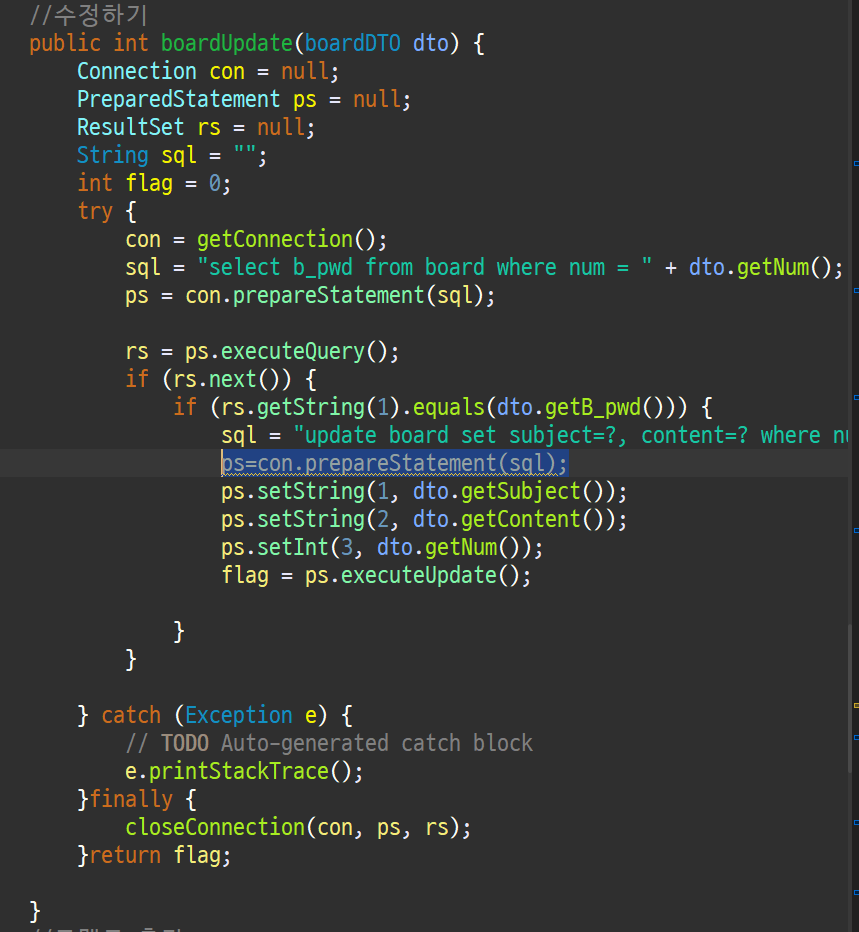 //수정하기
public int boardUpdate(boardDTO dto) {
Connection con = null;
PreparedStatement ps = null;
ResultSet rs = null;
String sql = "";
int flag = 0;
try {
con = getConnection();
sql = "select b_pwd from board where num = " + dto.getNum();
ps = con.prepareStatement(sql);
rs = ps.executeQuery();
if (rs.next()) {
if (rs.getString(1).equals(dto.getB_pwd())) {
sql = "update board set subject=?, content=? where
ps=con.prepareStatement(sql);
ps.setString(1, dto.getSubject());
ps.setString(2, dto.getContent());
ps.setInt(3, dto.getNum());
flag = ps.executeUpdate();
}
}
} catch (Exception e) {
// TODO Auto-generated catch block
e.printStackTrace();
}finally {
closeConnection(con, ps, rs);
}return flag;
}